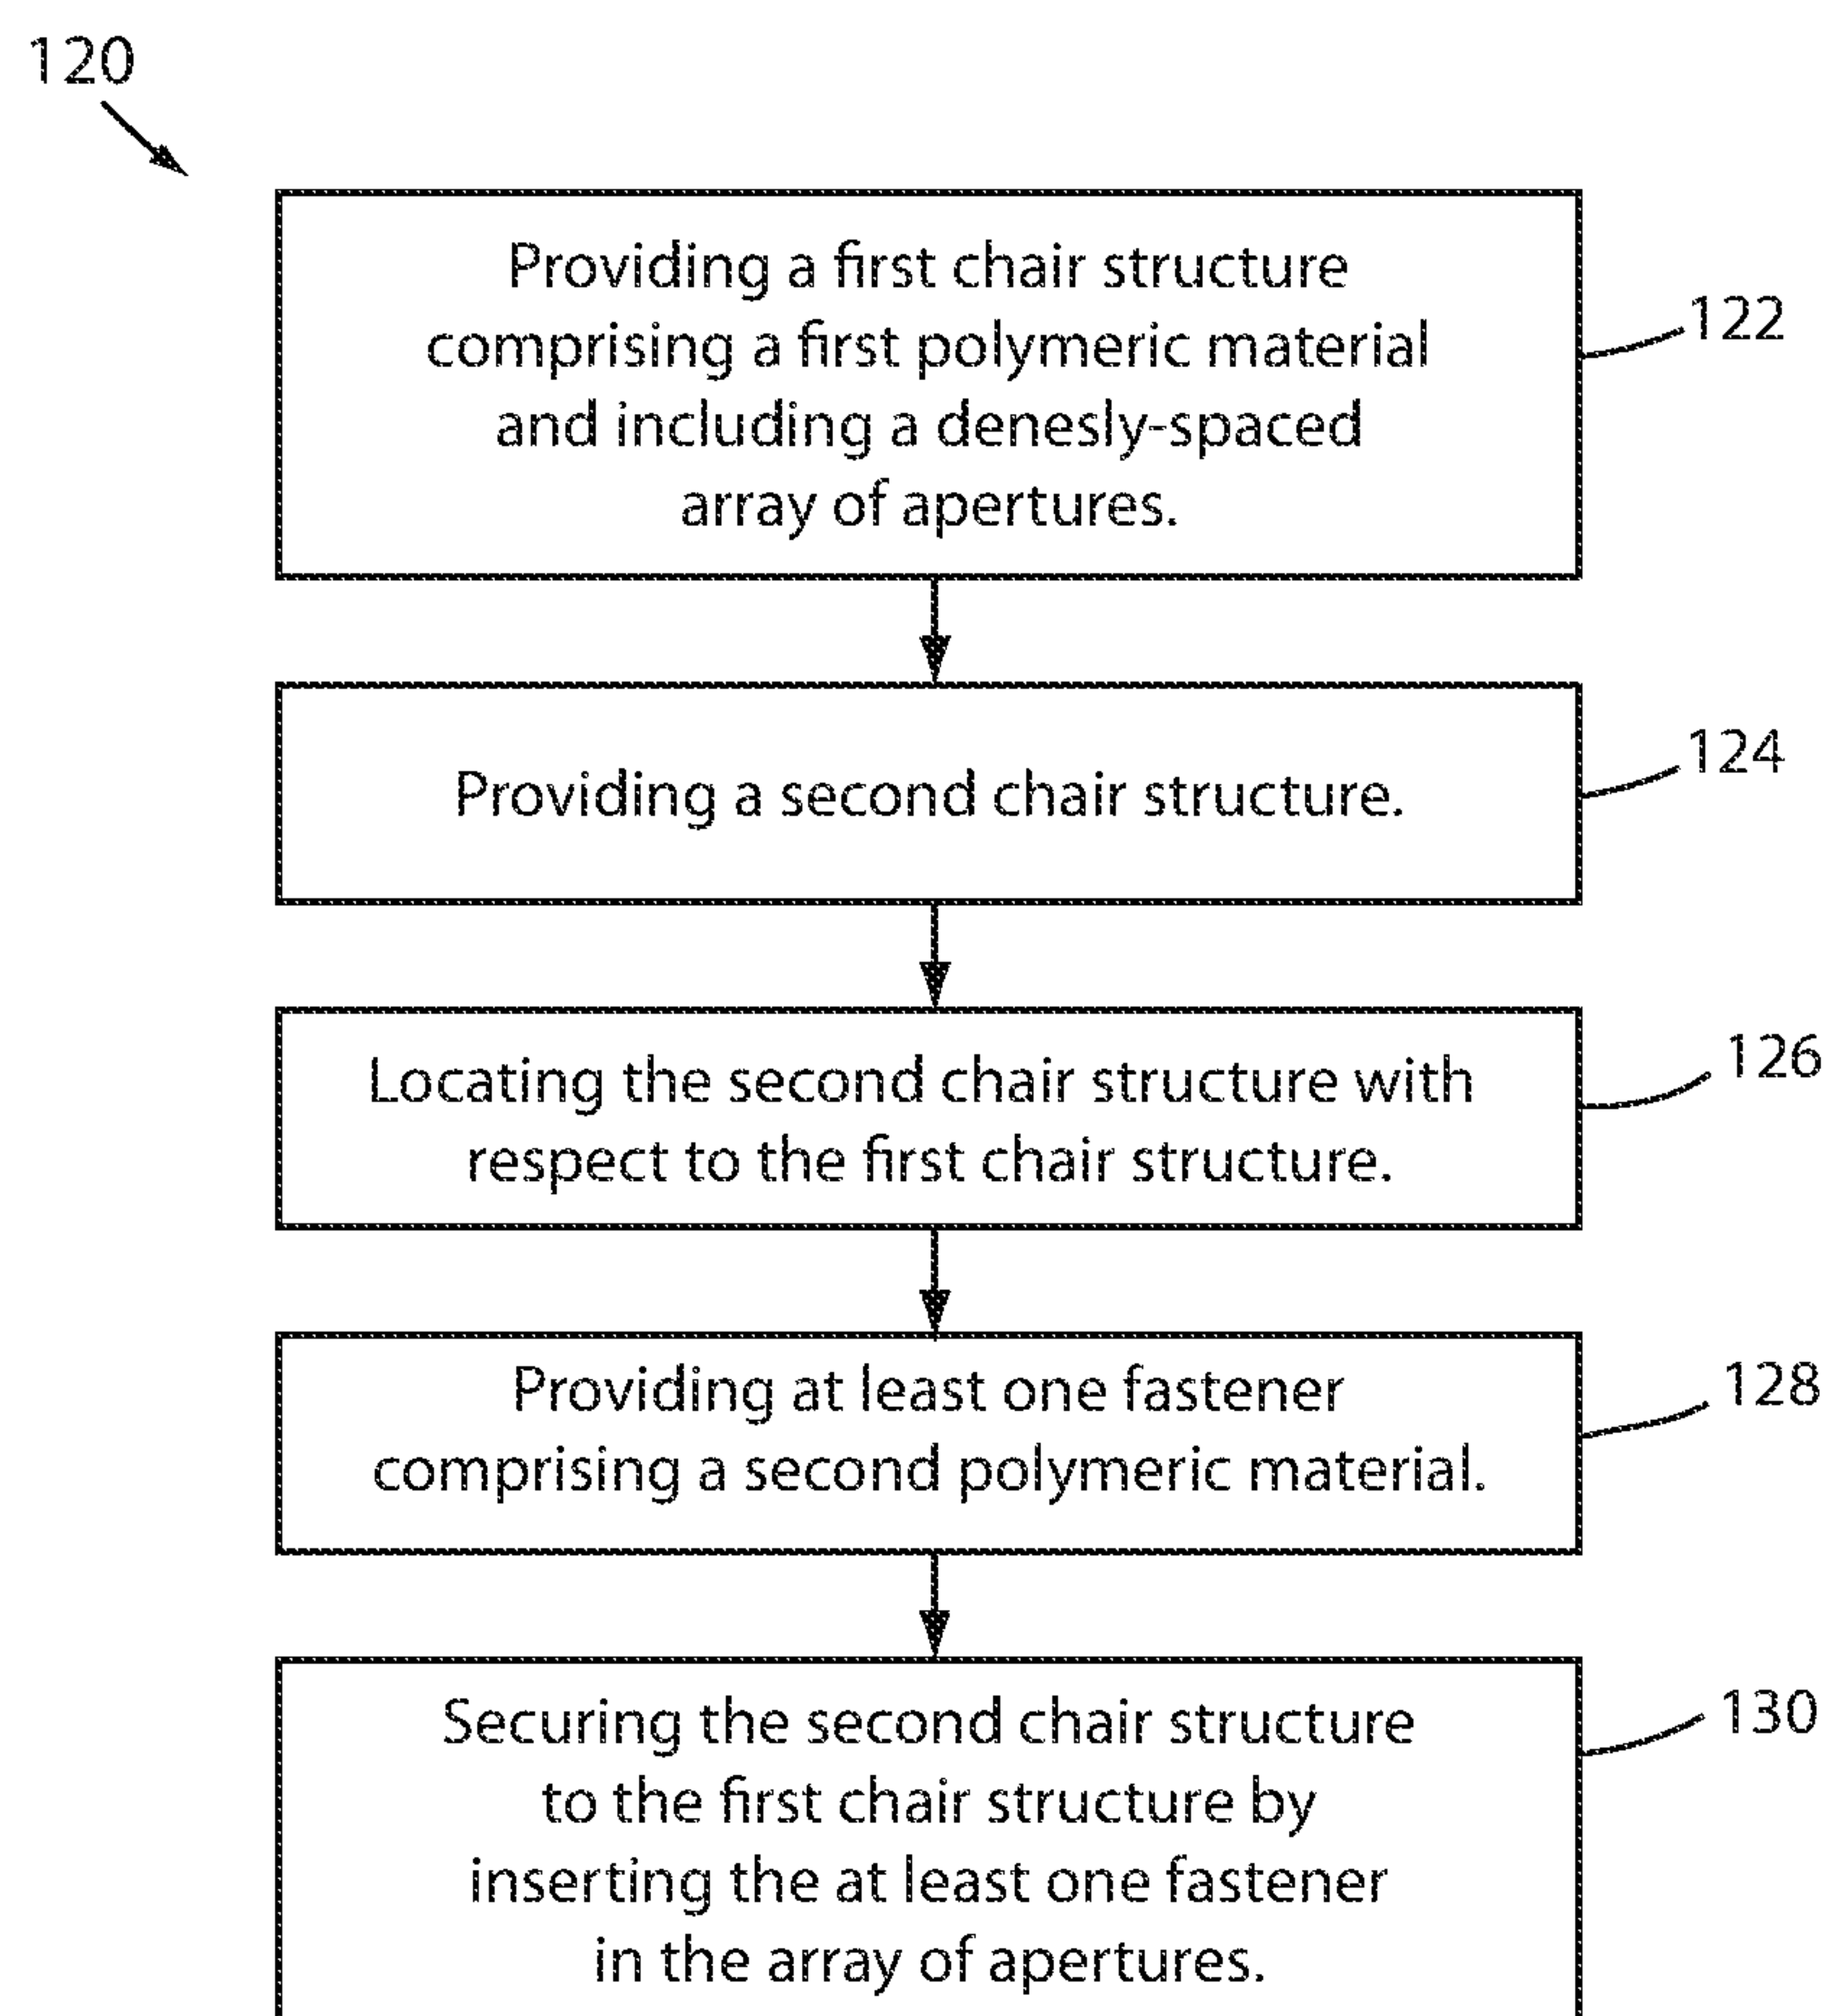 120
Providing a first chair structure
comprising a first polymeric material
and including a denesly-spaced
array of apertures.
122
Providing a second chair structure.
124
Locating the second chair structure with
respect to the first chair structure.
126
Providing at least one fastener
comprising a second polymeric material.
128
Securing the second chair structure
to the first chair structure by
inserting the at least one fastener
in the array of apertures.
130